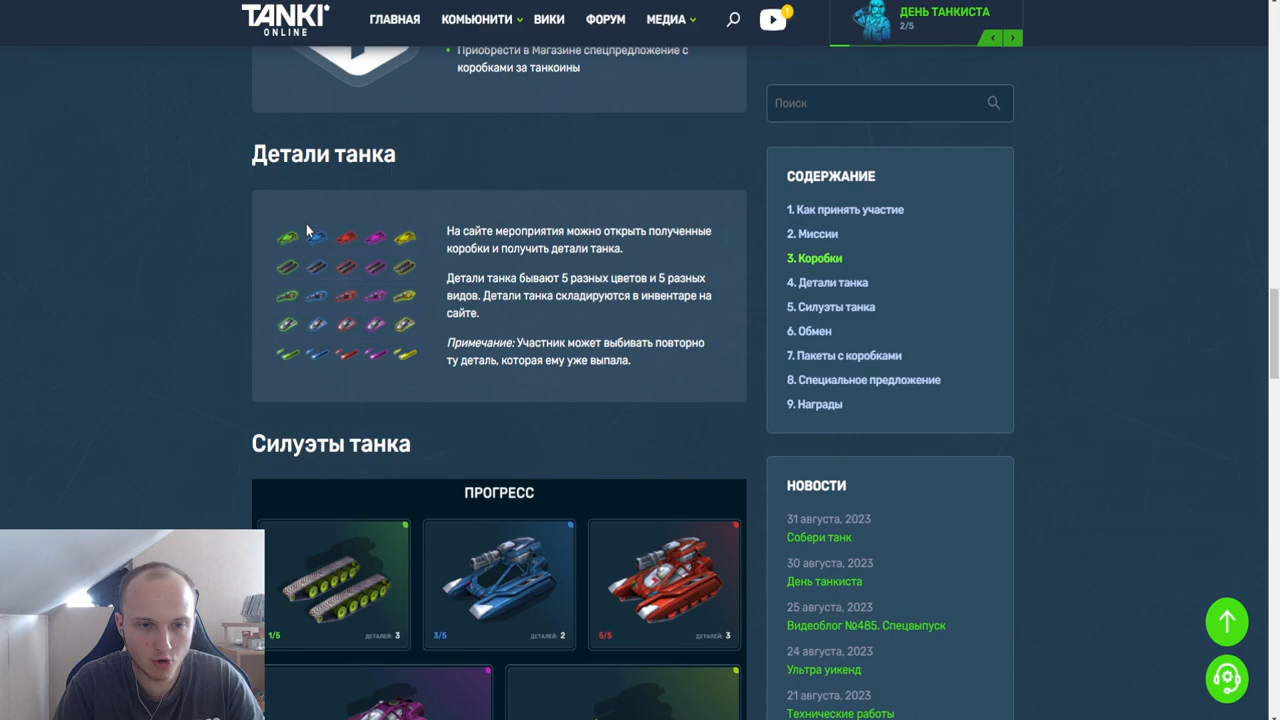 TANKI
ONLINE
ГЛАВНАЯ
КОМЬЮНИТИ
ВИКИ
ФОРУМ
МЕДИА
ДЕНЬ ТАНКИСТА
2/5
Приобрести в Магазине спецпредложение с
коробками за танкоины
Детали танка
На сайте мероприятия можно открыть полученные
коробки и получить детали танка.
Детали танка бывают 5 разных цветов и 5 разных
видов. Детали танка складируются в инвентаре на
сайте.
Примечание: Участник может выбивать повторно
ту деталь, которая ему уже выпала.
Силуэты танка
ПРОГРЕСС
1/5
ДЕТАЛЕЙ: 3
3/5
ДЕТАЛЕЙ: 2
5/5
ДЕТАЛЕЙ: 3
Поиск
СОДЕРЖАНИЕ
1. Как принять участие
2. Миссии
3. Коробки
4. Детали танка
5. Силуэты танка
6. Обмен
7. Пакеты с коробками
8. Специальное предложение
9. Награды
НОВОСТИ
31 августа, 2023
Собери танк
30 августа, 2023
День танкиста
25 августа, 2023
Видеоблог №485. Спецвыпуск
24 августа, 2023
Ультра уикенд
21 августа, 2023
Технические работы